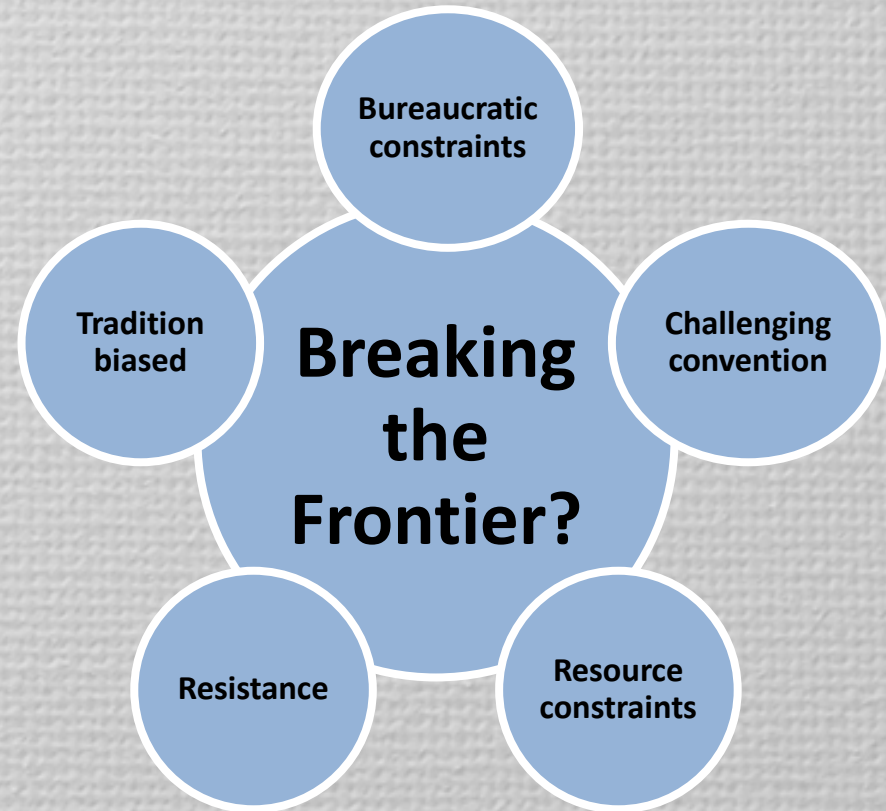 Bureaucratic
constraints
Tradition
biased
Breaking
the
Frontier?
Challenging
convention
Resistance
Resource
constraints